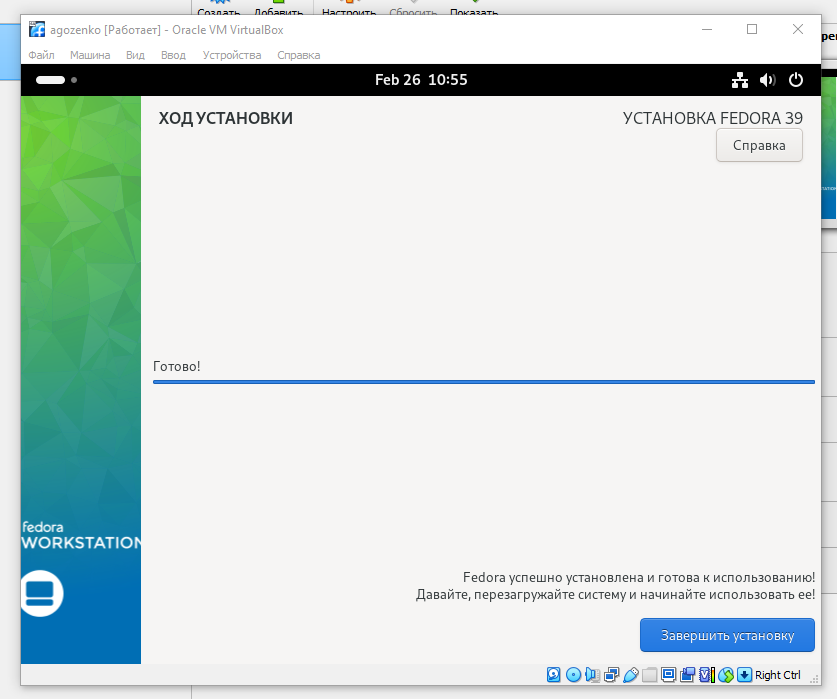 Создать Добавить Настроить Сбросить Показать
agozenko [Работает] - Oracle VM VirtualBox
Файл Машина Вид Ввод Устройства Справка
Feb 26 10:55
ХОД УСТАНОВКИ
УСТАНОВКА FEDORA 39
Справка
Готово!
fedora
WORKSTATION
Fedora успешно установлена и готова к использованию!
Давайте, перезагружайте систему и начинайте использовать ее!
Завершить установку
Right Ctrl